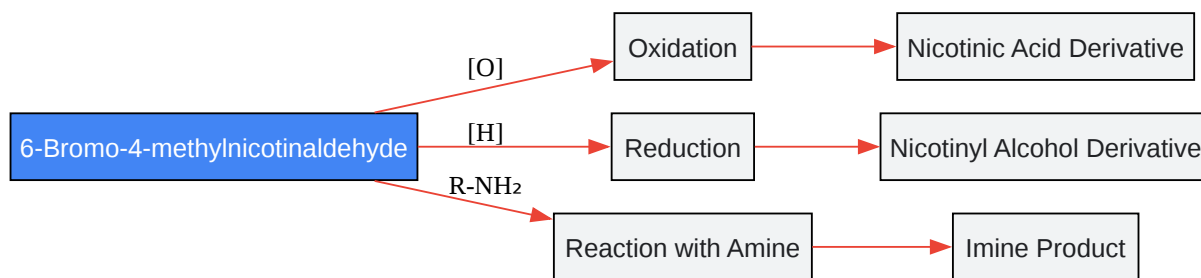 [O]
Oxidation
Nicotinic Acid Derivative
6-Bromo-4-methylnicotinaldehyde
[H]
Reduction
Nicotinyl Alcohol Derivative
R-NH₂
Reaction with Amine
Imine Product